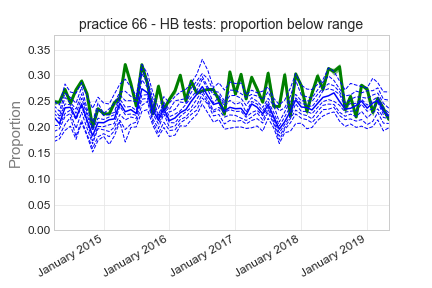 practice 66 - HB tests: proportion below range
Proportion
0.35
0.30
0.25
0.20
0.15
0.10
0.05
0.00
January 2015
January 2016
January 2017
January 2018
January 2019